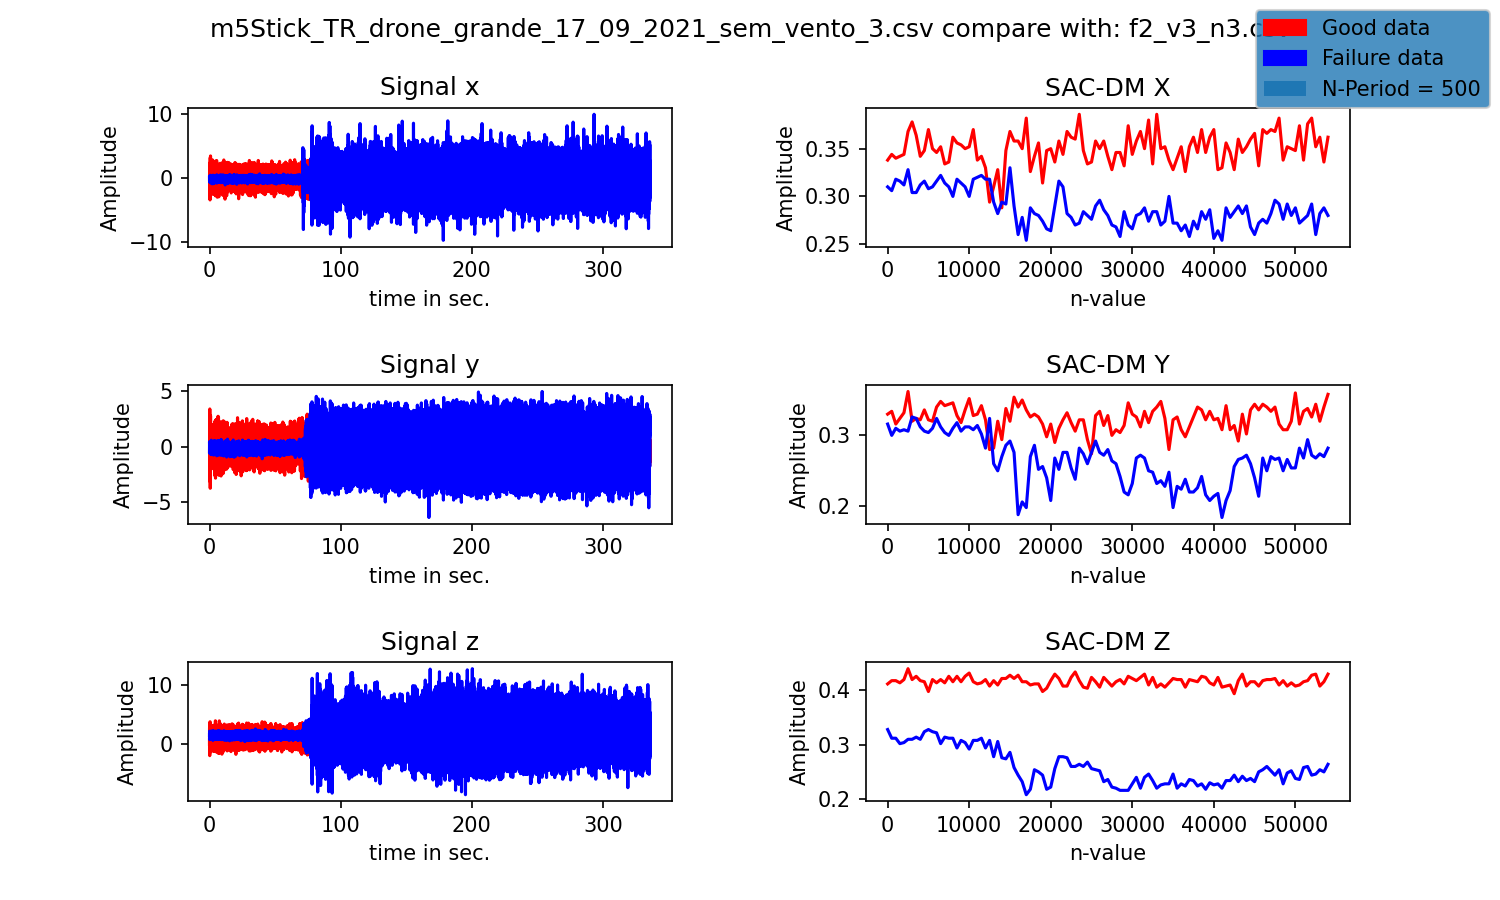 m5Stick_TR_drone_grande_17_09_2021_sem_vento_3.csv compare with: f2_v3_n3.csv
Good data
Failure data
N-Period = 500
Signal x
Amplitude
10
0
−10
0 100 200 300
time in sec.
SAC-DM X
Amplitude
0.35
0.30
0.25
0 10000 20000 30000 40000 50000
n-value
Signal y
Amplitude
5
0
−5
0 100 200 300
time in sec.
SAC-DM Y
Amplitude
0.3
0.2
0 10000 20000 30000 40000 50000
n-value
Signal z
Amplitude
10
0
0 100 200 300
time in sec.
SAC-DM Z
Amplitude
0.4
0.3
0.2
0 10000 20000 30000 40000 50000
n-value